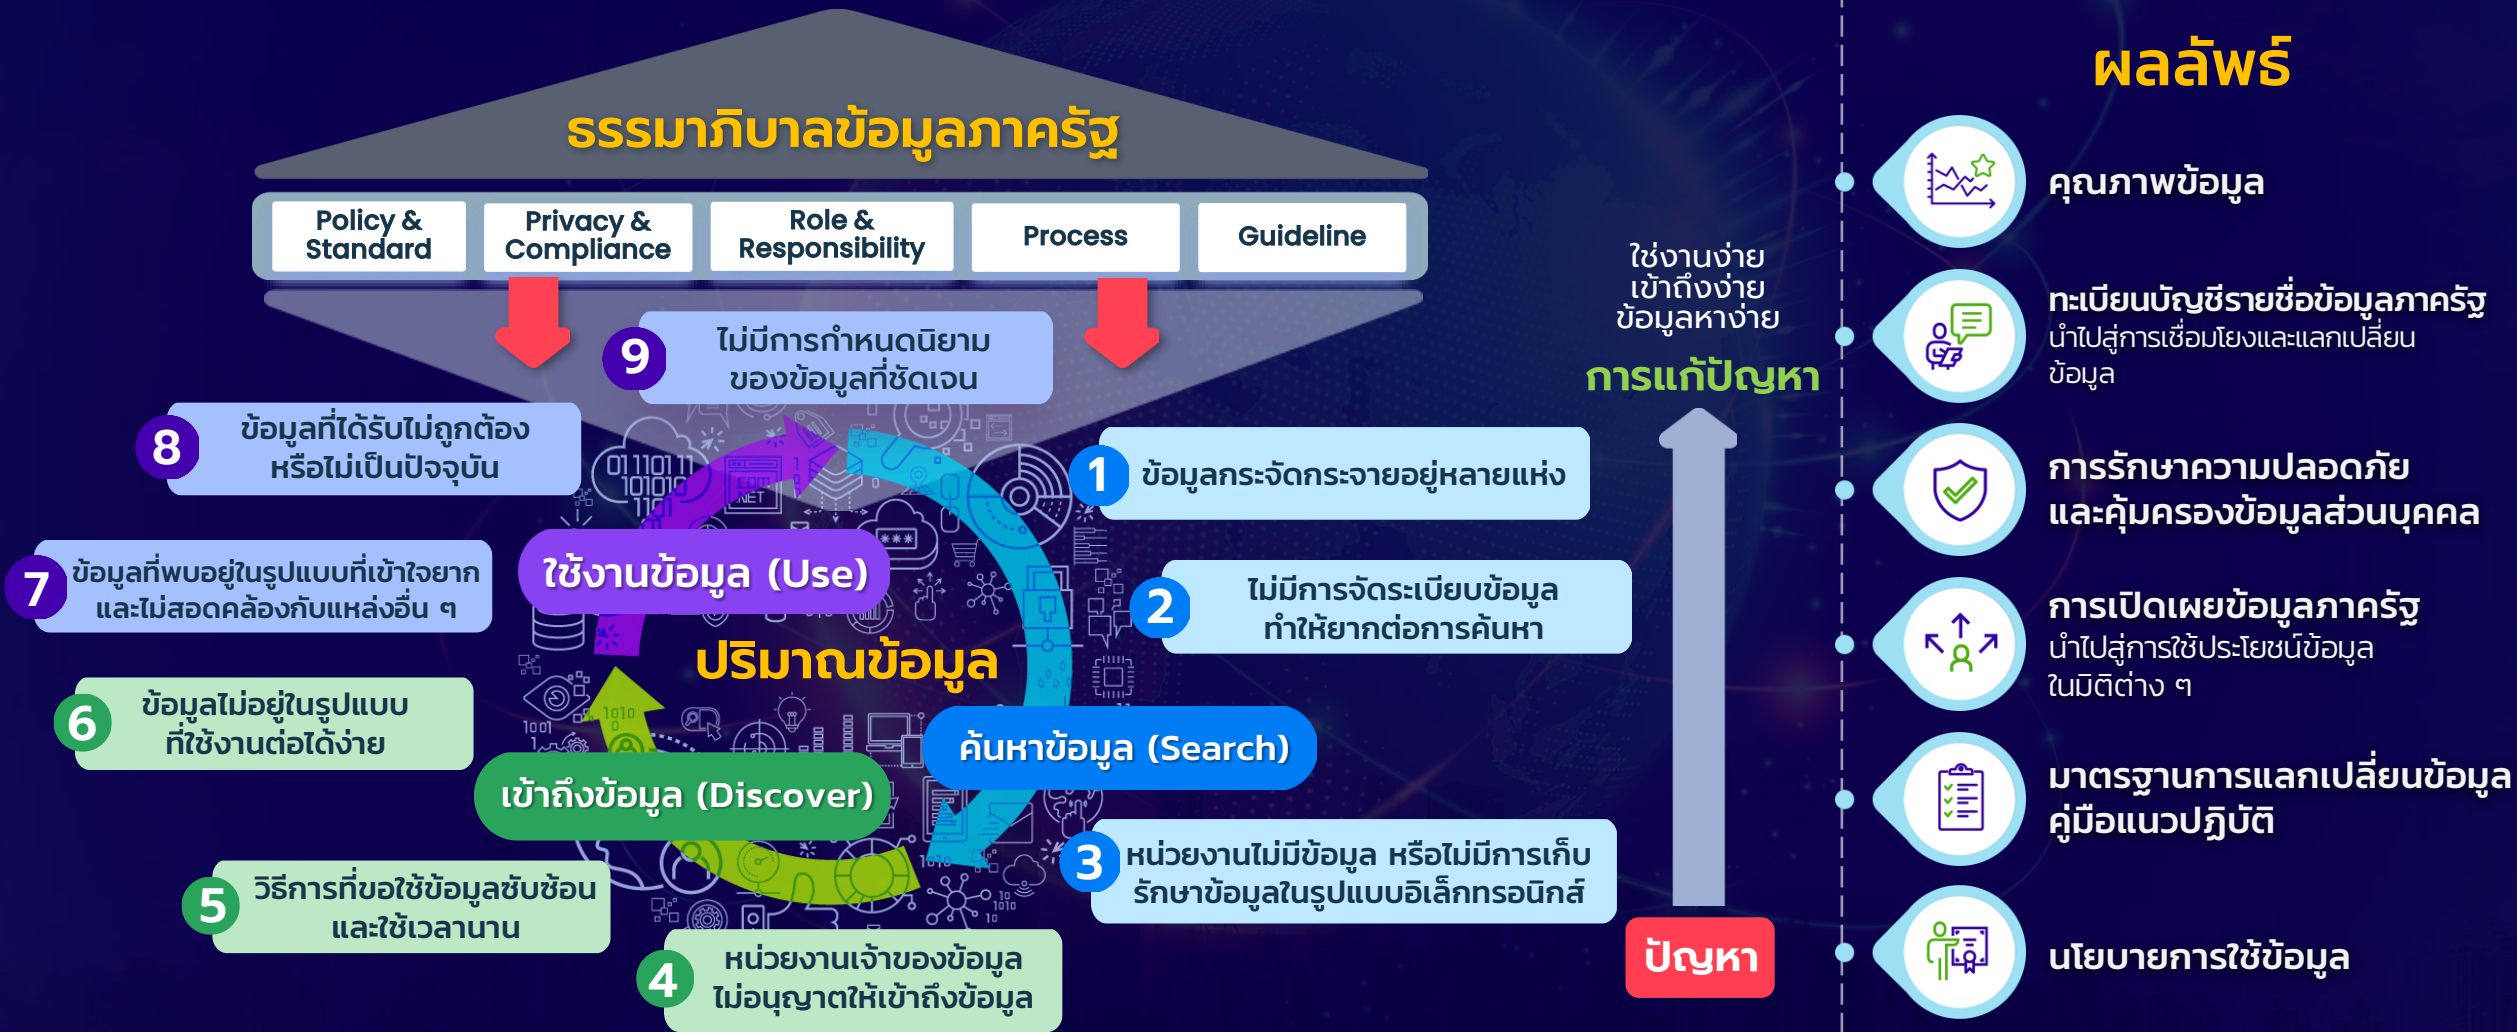 ธรรมาภิบาลข้อมูลภาครัฐ
Policy &
Standard
Privacy &
Compliance
Role &
Responsibility
Process
Guideline
9
ไม่มีการกำหนดนิยาม
ของข้อมูลที่ชัดเจน
8
ข้อมูลที่ได้รับไม่ถูกต้อง
หรือไม่เป็นปัจจุบัน
7
ข้อมูลที่พบอยู่ในรูปแบบที่เข้าใจยาก
และไม่สอดคล้องกับแหล่งอื่น ๆ
ใช้งานข้อมูล (Use)
1
ข้อมูลกระจัดกระจายอยู่หลายแห่ง
2
ไม่มีการจัดระเบียบข้อมูล
ทำให้ยากต่อการค้นหา
ปริมาณข้อมูล
6
ข้อมูลไม่อยู่ในรูปแบบ
ที่ใช้งานต่อได้ง่าย
ค้นหาข้อมูล (Search)
เข้าถึงข้อมูล (Discover)
3
หน่วยงานไม่มีข้อมูล หรือไม่มีการเก็บ
รักษาข้อมูลในรูปแบบอิเล็กทรอนิกส์
5
วิธีการที่ขอใช้ข้อมูลซับซ้อน
และใช้เวลานาน
4
หน่วยงานเจ้าของข้อมูล
ไม่อนุญาตให้เข้าถึงข้อมูล
ใช่งานง่าย
เข้าถึงง่าย
ข้อมูลหาง่าย
การแก้ปัญหา
ปัญหา
ผลลัพธ์
คุณภาพข้อมูล
ทะเบียนบัญชีรายชื่อข้อมูลภาครัฐ
นำไปสู่การเชื่อมโยงและแลกเปลี่ยน
ข้อมูล
การรักษาความปลอดภัย
และคุ้มครองข้อมูลส่วนบุคคล
การเปิดเผยข้อมูลภาครัฐ
นำไปสู่การใช้ประโยชน์ข้อมูล
ในมิติต่าง ๆ
มาตรฐานการแลกเปลี่ยนข้อมูล
คู่มือแนวปฏิบัติ
นโยบายการใช้ข้อมูล